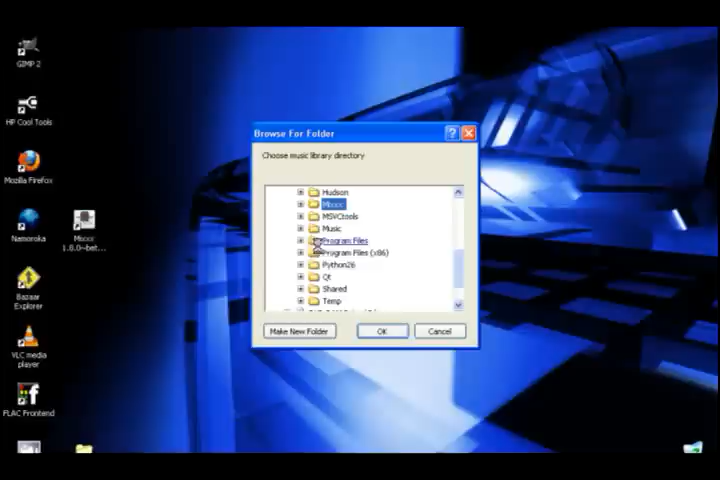 GIMP 2
HP Cool Tools
Mozilla Firefox
Namoroka
Mixxx
1.8.0~bet...
Bazaar
Explorer
VLC media
player
FLAC Frontend
Browse For Folder
Choose music library directory
Hudson
Mixxx
MSVCtools
Music
Program Files
Program Files (x86)
Python26
Qt
Shared
Temp
Make New Folder
OK
Cancel